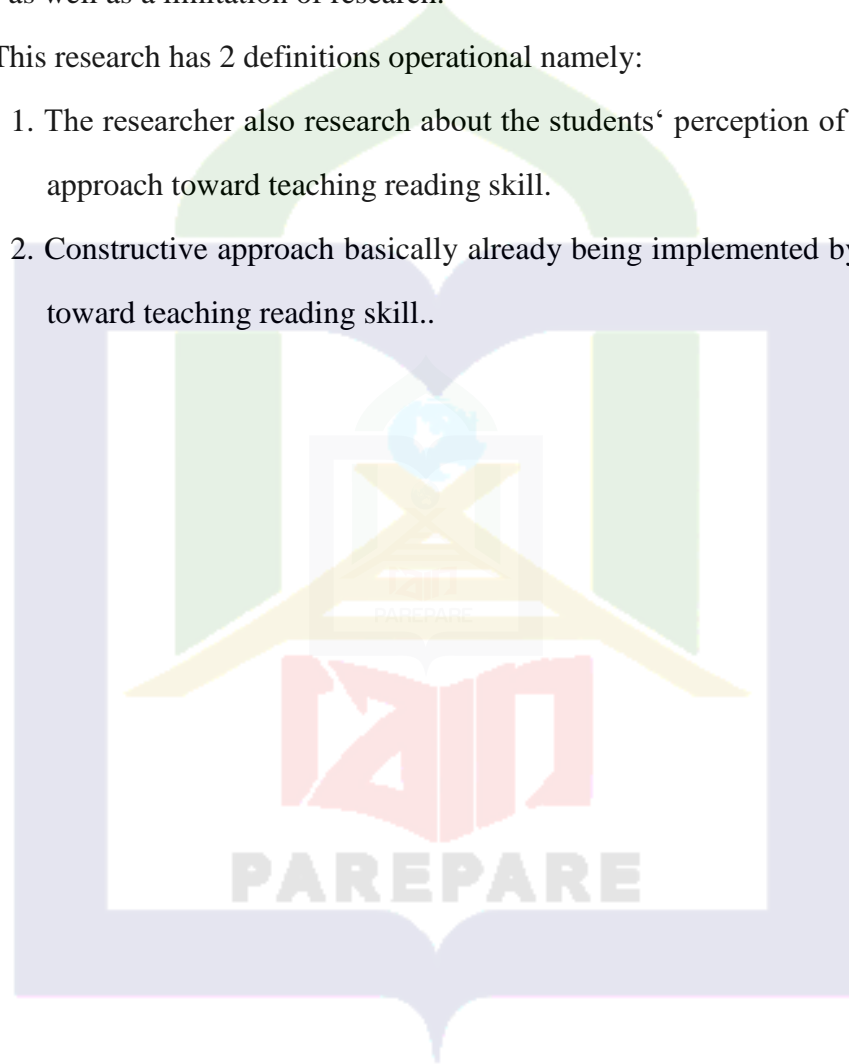 as well as a limitation of research.
This research has 2 definitions operational namely:
1. The researcher also research about the students‘ perception of
approach toward teaching reading skill.
2. Constructive approach basically already being implemented by
toward teaching reading skill..
iain
PAREPARE
iain
PAREPARE